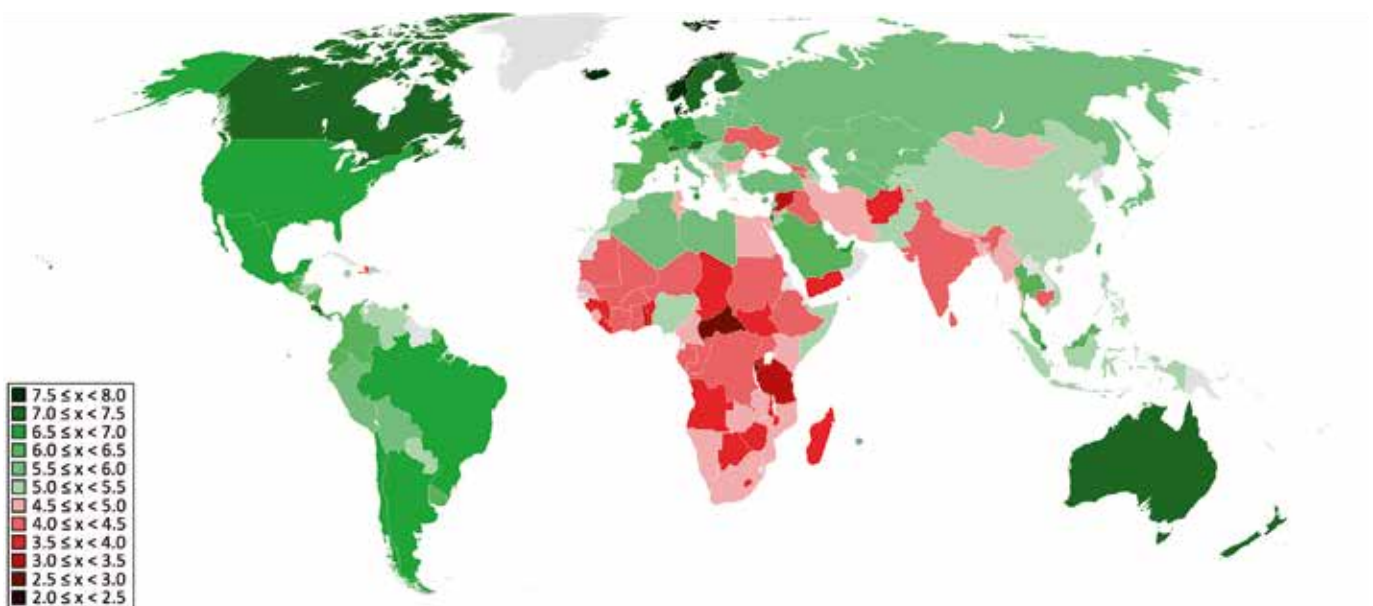 7.5 ≤ x < 8.0
7.0 ≤ x < 7.5
6.5 ≤ x < 7.0
6.0 ≤ x < 6.5
5.5 ≤ x < 6.0
5.0 ≤ x < 5.5
4.5 ≤ x < 5.0
4.0 ≤ x < 4.5
3.5 ≤ x < 4.0
3.0 ≤ x < 3.5
2.5 ≤ x < 3.0
2.0 ≤ x < 2.5